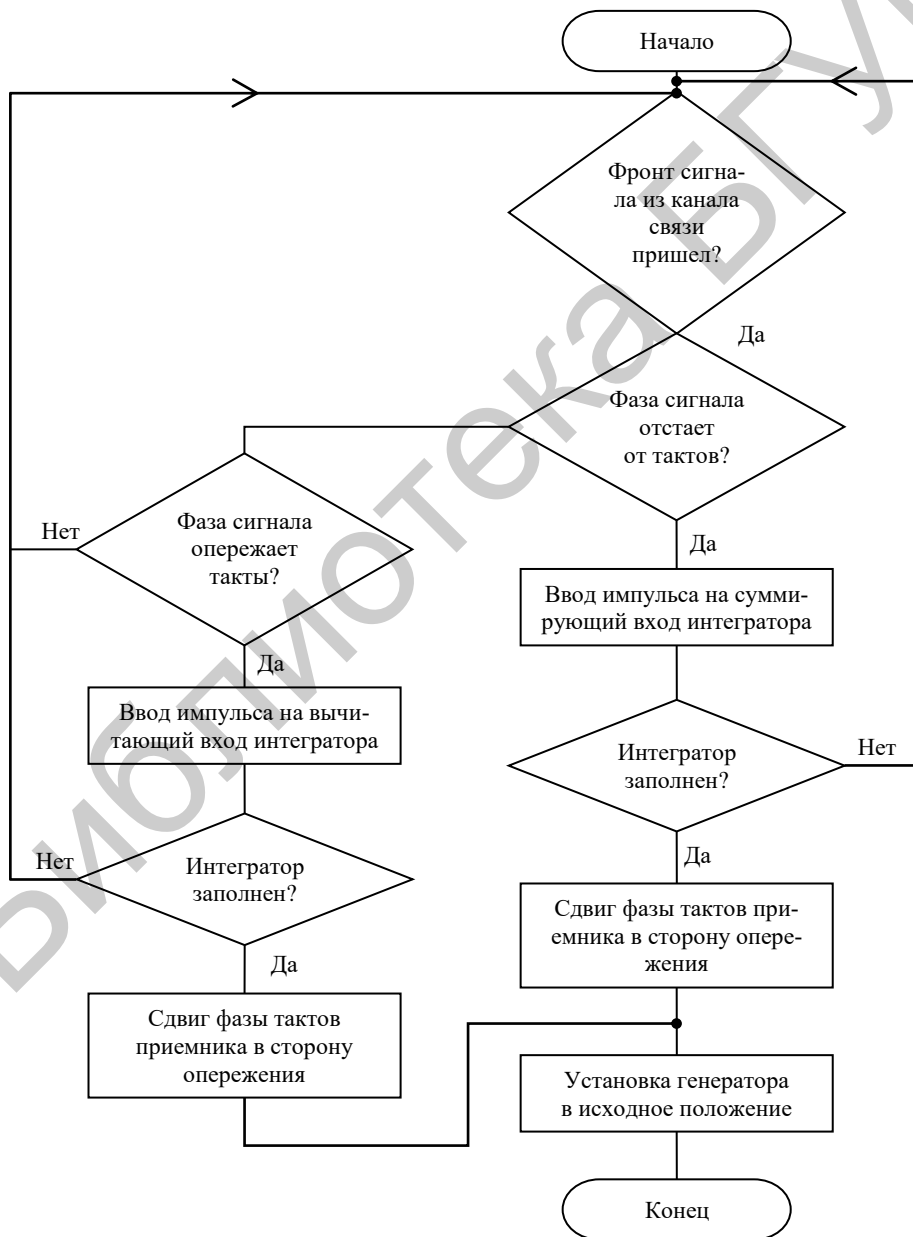 Начало
Фронт сигна-
ла из канала
связи
пришел?
Да
Фаза сигнала
отстает
от тактов?
Нет
Фаза сигнала
опережает
такты?
Да
Ввод импульса на сумми-
рующий вход интегратора
Да
Ввод импульса на вычи-
тающий вход интегратора
Интегратор
заполнен?
Нет
Нет
Интегратор
заполнен?
Да
Сдвиг фазы тактов при-
емника в сторону опере-
жения
Да
Сдвиг фазы тактов
приемника в сторону
опережения
Установка генератора
в исходное положение
Конец
Библиотека БГУ